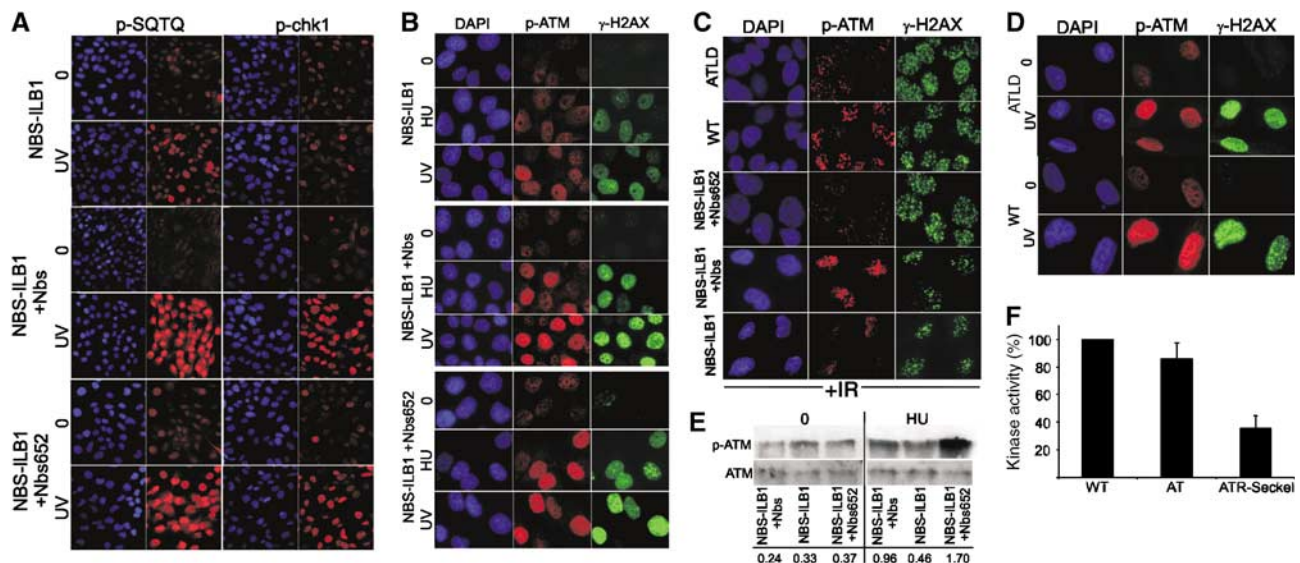 A
p-SQTQ
p-chk1
NBS-ILB1
0
UV
NBS-ILB1
+Nbs
0
UV
NBS-ILB1
+Nbs652
0
UV
B
DAPI
p-ATM
γ-H2AX
NBS-ILB1
0
HU
UV
NBS-ILB1 +Nbs
0
HU
UV
NBS-ILB1 +Nbs652
0
HU
UV
C
DAPI
p-ATM
γ-H2AX
ATLD
WT
NBS-ILB1
+Nbs652
NBS-ILB1
+Nbs
NBS-ILB1
+IR
D
DAPI
p-ATM
γ-H2AX
ATLD
0
UV
WT
0
UV
E
0
HU
p-ATM
ATM
NBS-ILB1
+Nbs
NBS-ILB1
NBS-ILB1
+Nbs652
NBS-ILB1
+Nbs
NBS-ILB1
NBS-ILB1
+Nbs652
0.24 0.33 0.37 0.96 0.46 1.70
F
Kinase activity (%)
100
80
60
40
20
WT
AT
ATR-Seckel